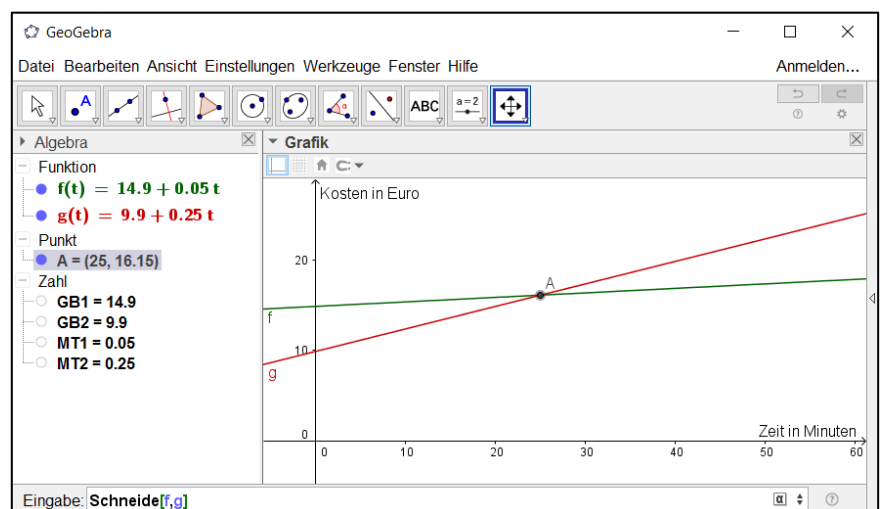 GeoGebra
Datei Bearbeiten Ansicht Einstellungen Werkzeuge Fenster Hilfe Anmelden...
A α ABC a=2
Algebra
Grafik
Funktion
f(t) = 14.9 + 0.05 t
g(t) = 9.9 + 0.25 t
Punkt
A = (25, 16.15)
Zahl
GB1 = 14.9
GB2 = 9.9
MT1 = 0.05
MT2 = 0.25
Kosten in Euro
20
A
f
10
g
0
Zeit in Minuten
0 10 20 30 40 50 60
Eingabe: Schneide[f,g] α